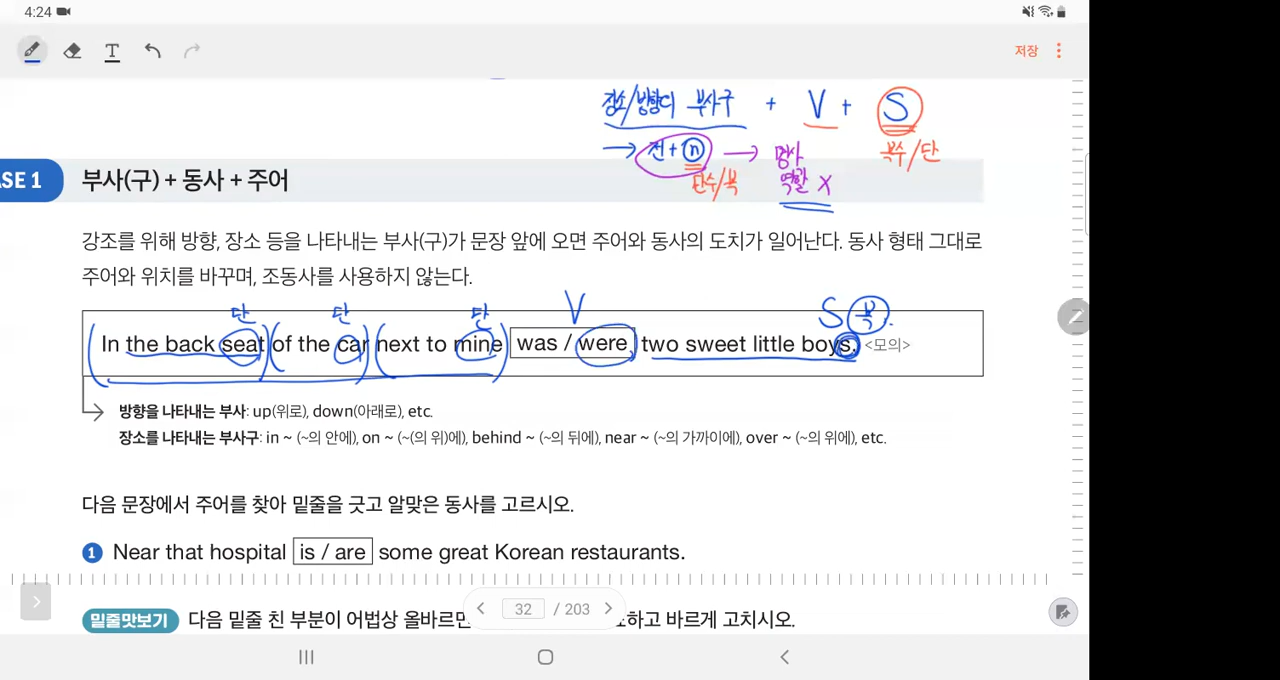 4:24
T
저장
장소/방향의 부사구 + V + S
→ 전+ⓝ → 명사 복수/단
단수/복 역할 X
ASE 1 부사(구) + 동사 + 주어
강조를 위해 방향, 장소 등을 나타내는 부사(구)가 문장 앞에 오면 주어와 동사의 도치가 일어난다. 동사 형태 그대로
주어와 위치를 바꾸며, 조동사를 사용하지 않는다.
단 단 단 V S 복
In the back seat of the car next to mine was / were two sweet little boys. <모의>
방향을 나타내는 부사: up(위로), down(아래로), etc.
장소를 나타내는 부사구: in ~ (~의 안에), on ~ (~(의 위)에), behind ~ (~의 뒤에), near ~ (~의 가까이에), over ~ (~의 위에), etc.
다음 문장에서 주어를 찾아 밑줄을 긋고 알맞은 동사를 고르시오.
1 Near that hospital is / are some great Korean restaurants.
32 / 203
밑줄맛보기 다음 밑줄 친 부분이 어법상 올바르면 하고 바르게 고치시오.